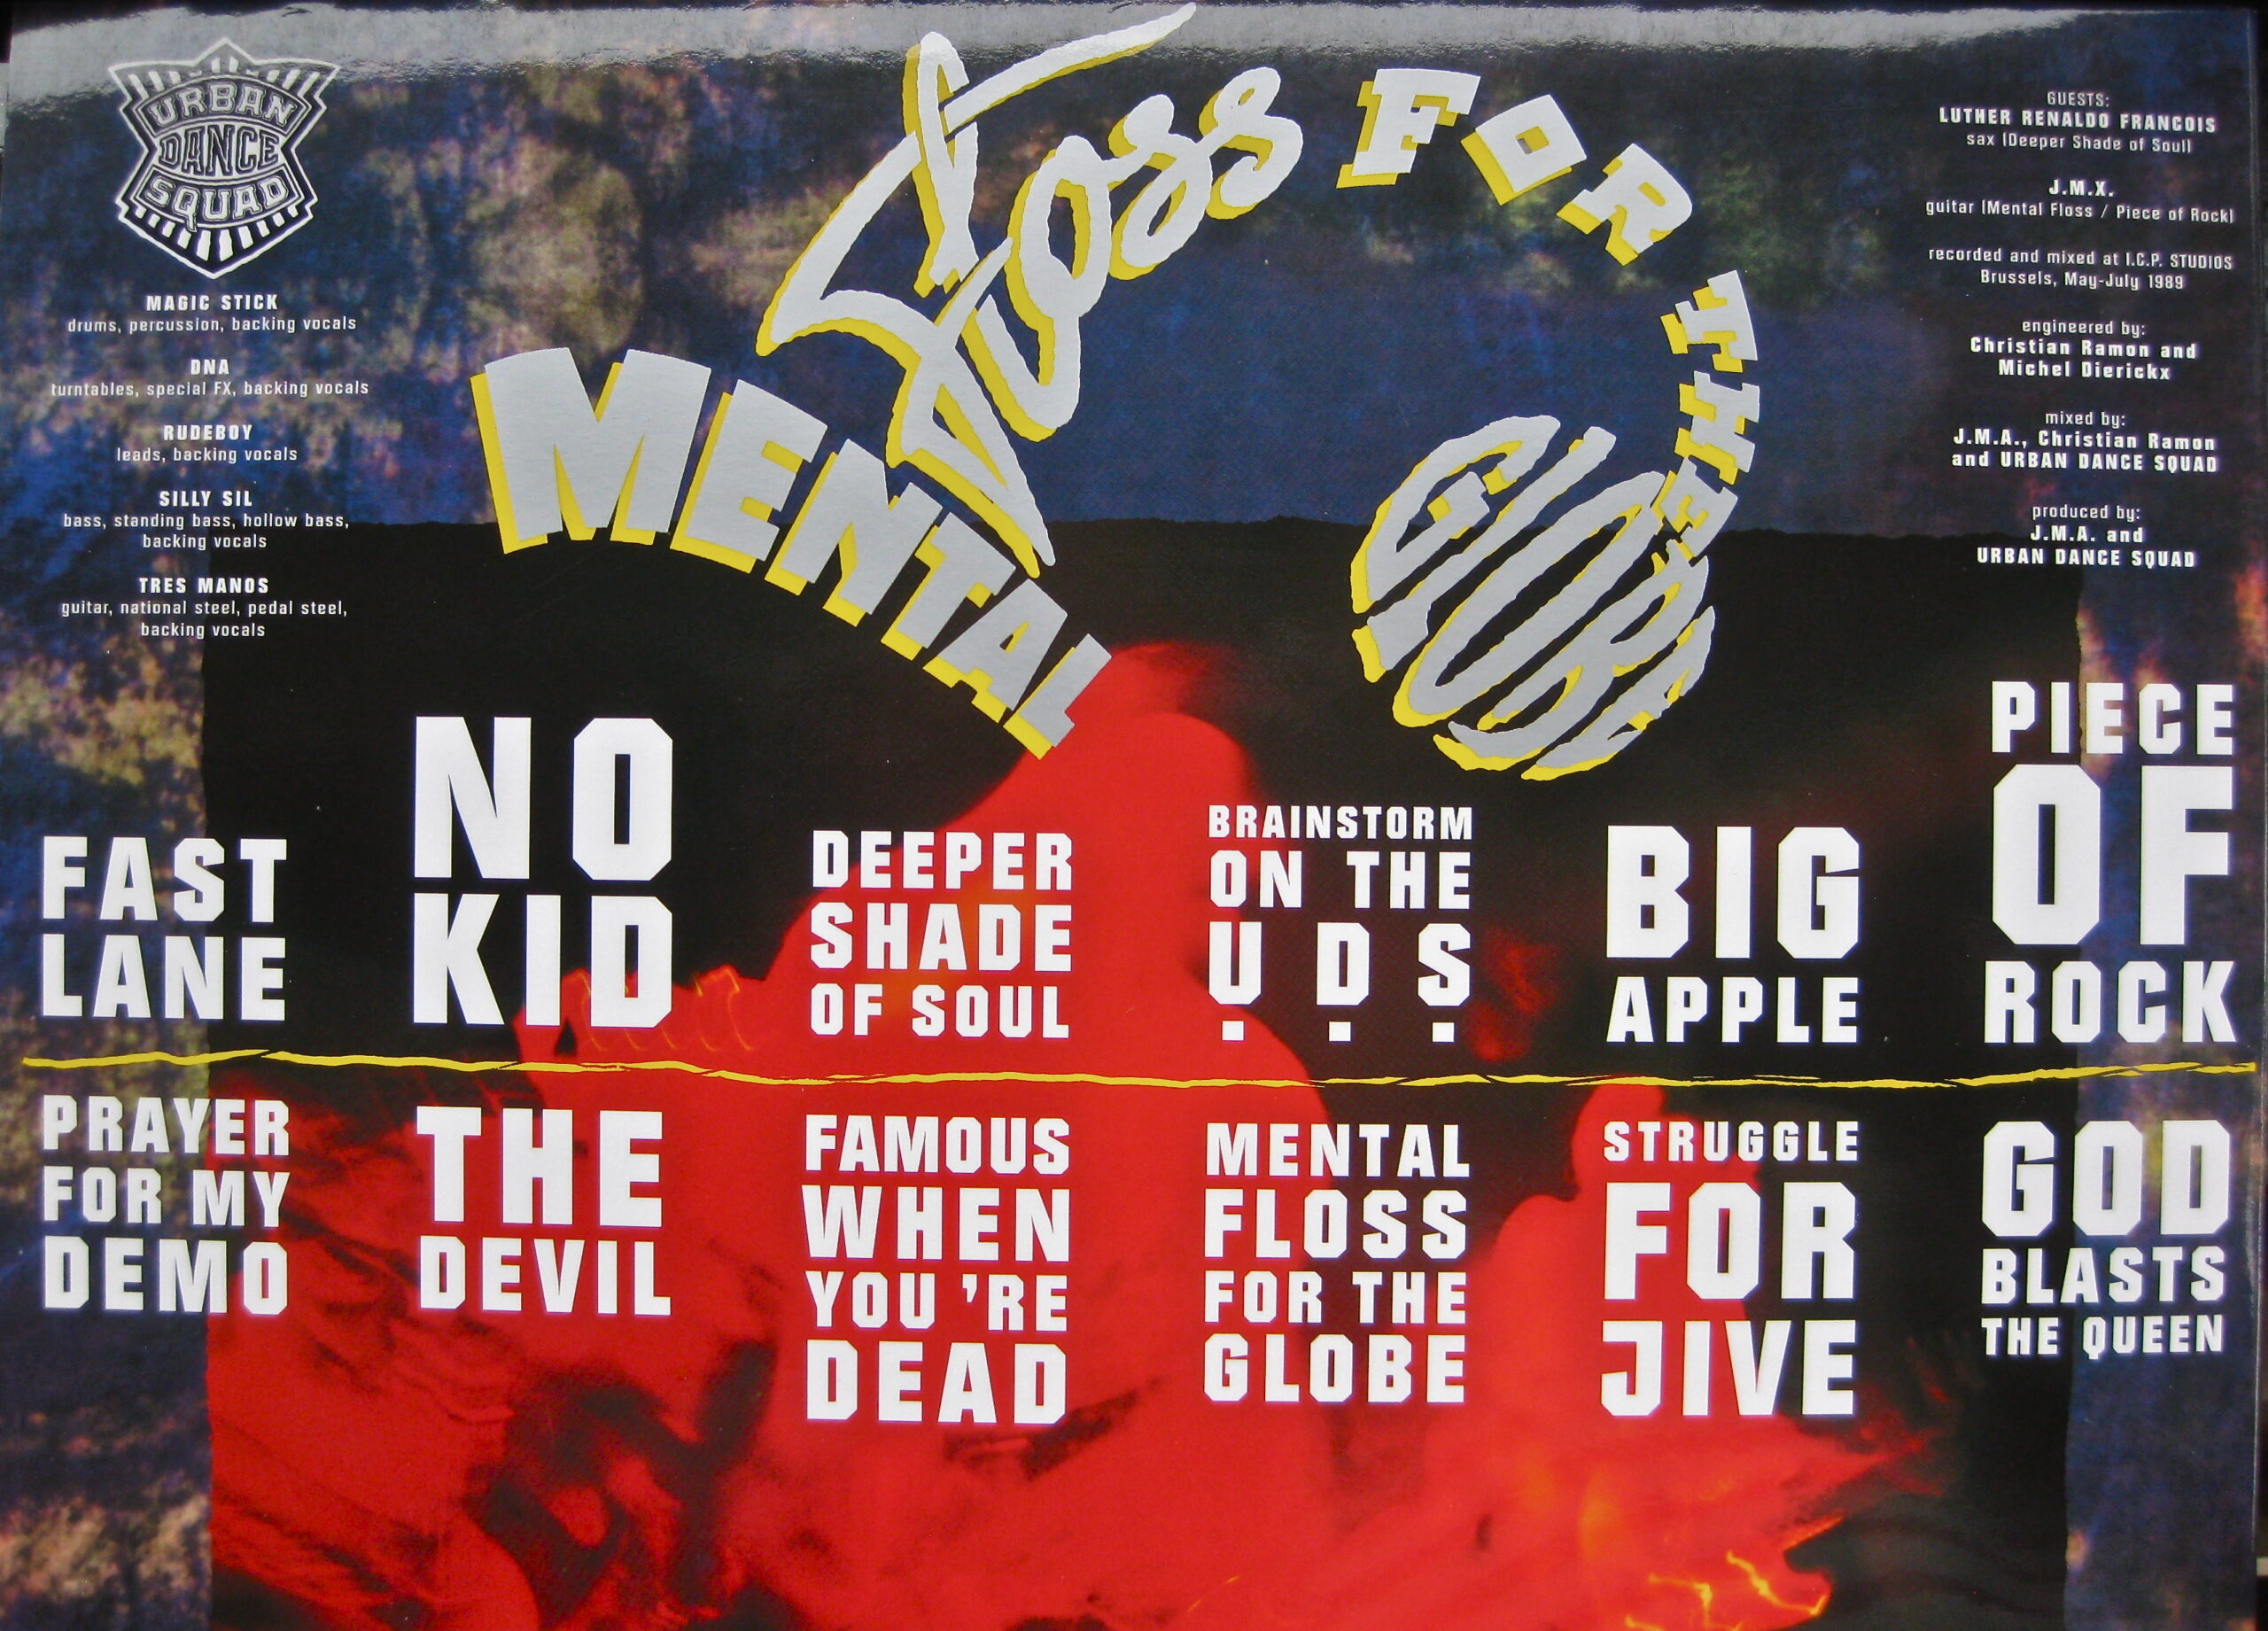 URBAN
DANCE
SQUAD
MAGIC STICK
drums, percussion, backing vocals
DNA
turntables, special FX, backing vocals
RUDEBOY
leads, backing vocals
SILLY SIL
bass, standing bass, hollow bass,
backing vocals
TRES MANOS
guitar, national steel, pedal steel,
backing vocals
MENTAL
Floss
FOR
THE
GLOBE
GUESTS:
LUTHER RENALDO FRANCOIS
sax (Deeper Shade of Soul)
J.M.X.
guitar (Mental Floss / Piece of Rock)
recorded and mixed at I.C.P. STUDIOS
Brussels, May-July 1989
engineered by:
Christian Ramon and
Michel Dierickx
mixed by:
J.M.A., Christian Ramon
and URBAN DANCE SQUAD
produced by:
J.M.A. and
URBAN DANCE SQUAD
FAST
LANE
NO
KID
DEEPER
SHADE
OF SOUL
BRAINSTORM
ON THE
U.D.S.
BIG
APPLE
PIECE
OF
ROCK
PRAYER
FOR MY
DEMO
THE
DEVIL
FAMOUS
WHEN
YOU 'RE
DEAD
MENTAL
FLOSS
FOR THE
GLOBE
STRUGGLE
FOR
JIVE
GOD
BLASTS
THE QUEEN